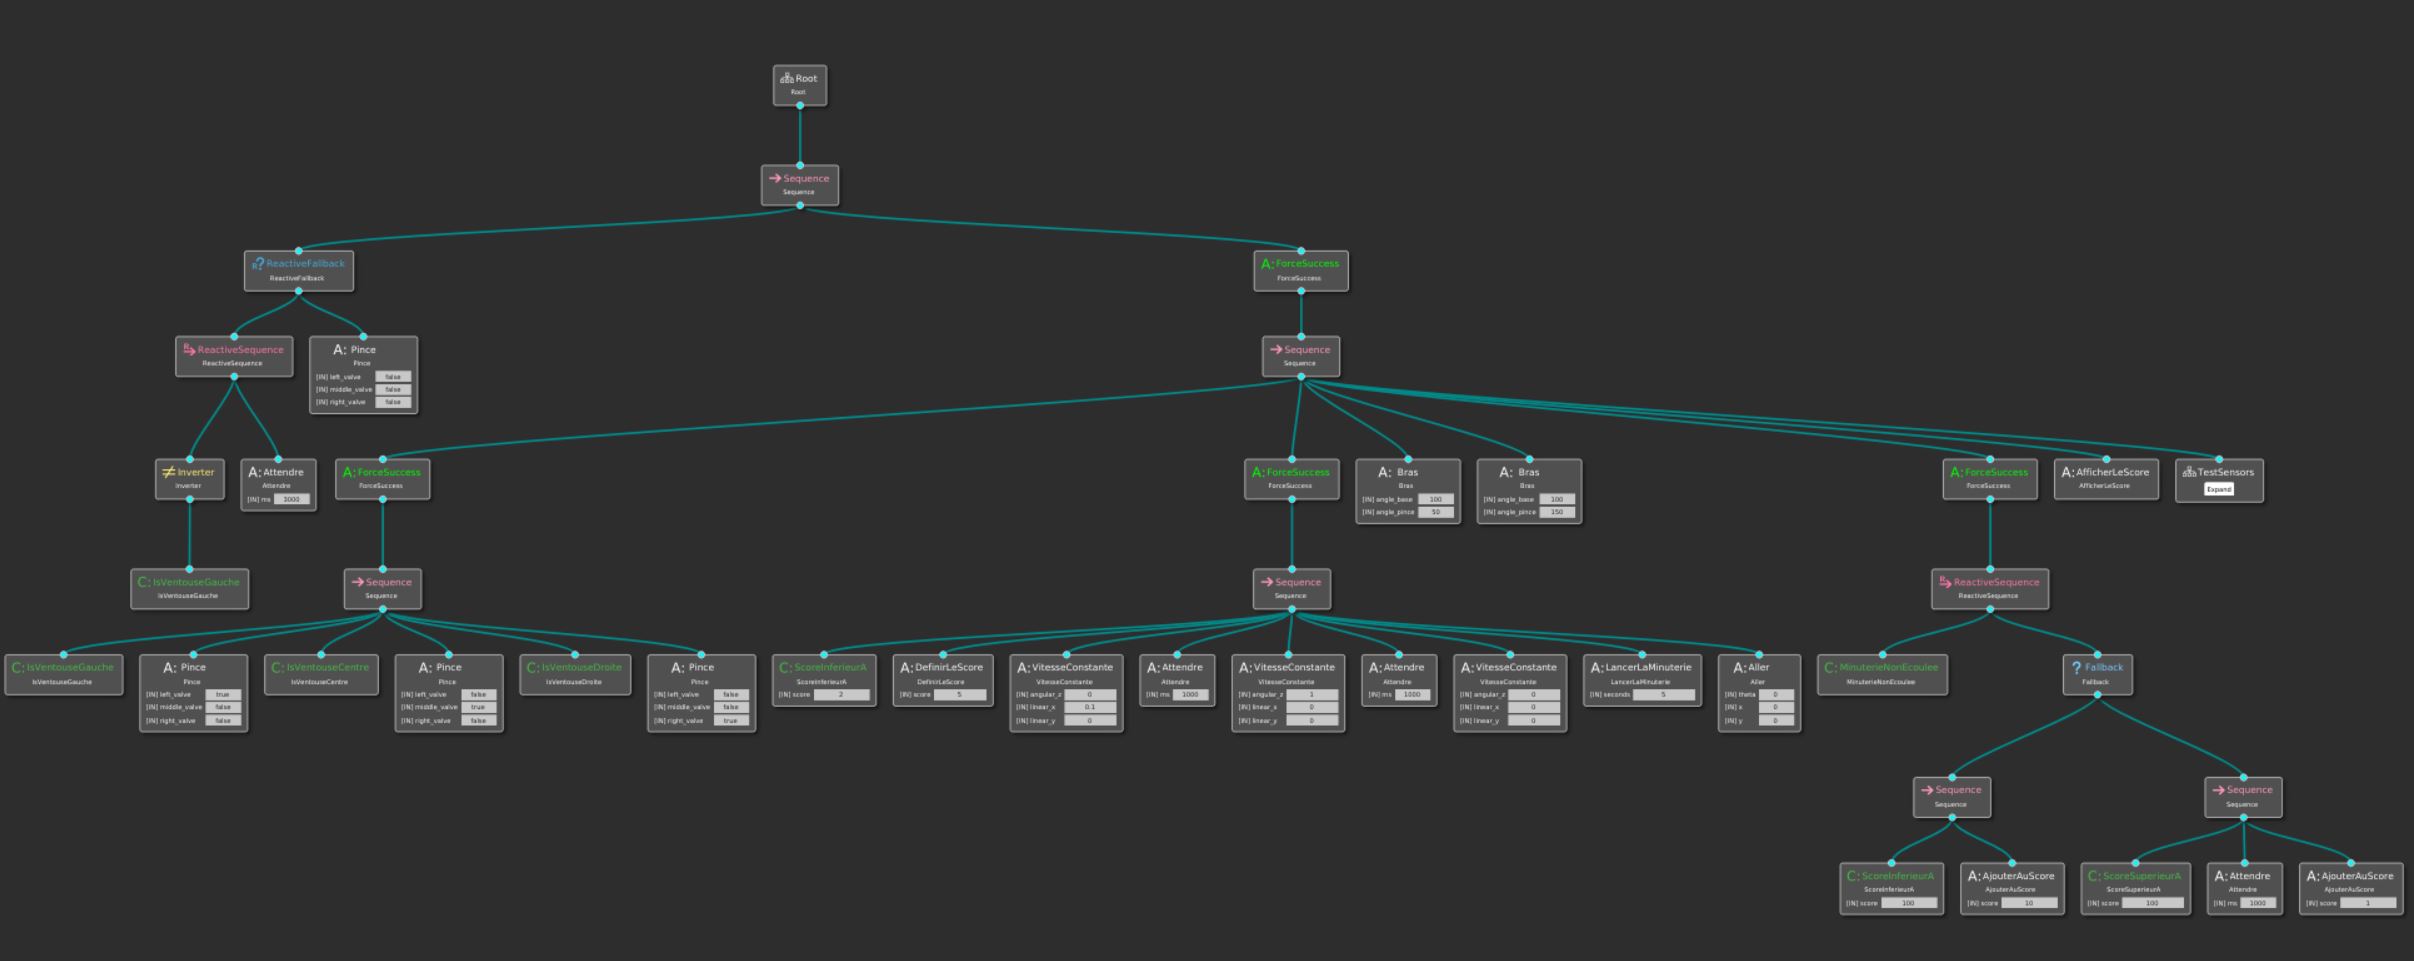 Root
Root
Sequence
Sequence
R? ReactiveFallback
ReactiveFallback
A: ForceSuccess
ForceSuccess
R ReactiveSequence
ReactiveSequence
A: Pince
Pince
[IN] left_valve false
[IN] middle_valve false
[IN] right_valve false
Sequence
Sequence
≠ Inverter
Inverter
A: Attendre
Attendre
[IN] ms 3000
A: ForceSuccess
ForceSuccess
A: ForceSuccess
ForceSuccess
A: Bras
Bras
[IN] angle_base 100
[IN] angle_pince 50
A: Bras
Bras
[IN] angle_base 100
[IN] angle_pince 150
A: ForceSuccess
ForceSuccess
A: AfficherLeScore
AfficherLeScore
TestSensors
Expand
C: IsVentouseGauche
IsVentouseGauche
Sequence
Sequence
Sequence
Sequence
R ReactiveSequence
ReactiveSequence
C: IsVentouseGauche
IsVentouseGauche
A: Pince
Pince
[IN] left_valve true
[IN] middle_valve false
[IN] right_valve false
C: IsVentouseCentre
IsVentouseCentre
A: Pince
Pince
[IN] left_valve false
[IN] middle_valve true
[IN] right_valve false
C: IsVentouseDroite
IsVentouseDroite
A: Pince
Pince
[IN] left_valve false
[IN] middle_valve false
[IN] right_valve true
C: ScoreInferieurA
ScoreInferieurA
[IN] score 2
A: DefinirLeScore
DefinirLeScore
[IN] score 5
A: VitesseConstante
VitesseConstante
[IN] angular_z 0
[IN] linear_x 0.1
[IN] linear_y 0
A: Attendre
Attendre
[IN] ms 1000
A: VitesseConstante
VitesseConstante
[IN] angular_z 1
[IN] linear_x 0
[IN] linear_y 0
A: Attendre
Attendre
[IN] ms 1000
A: VitesseConstante
VitesseConstante
[IN] angular_z 0
[IN] linear_x 0
[IN] linear_y 0
A: LancerLaMinuterie
LancerLaMinuterie
[IN] seconds 5
A: Aller
Aller
[IN] theta 0
[IN] x 0
[IN] y 0
C: MinuterieNonEcoulee
MinuterieNonEcoulee
? Fallback
Fallback
Sequence
Sequence
Sequence
Sequence
C: ScoreInferieurA
ScoreInferieurA
[IN] score 100
A: AjouterAuScore
AjouterAuScore
[IN] score 10
C: ScoreSuperieurA
ScoreSuperieurA
[IN] score 100
A: Attendre
Attendre
[IN] ms 1000
A: AjouterAuScore
AjouterAuScore
[IN] score 1